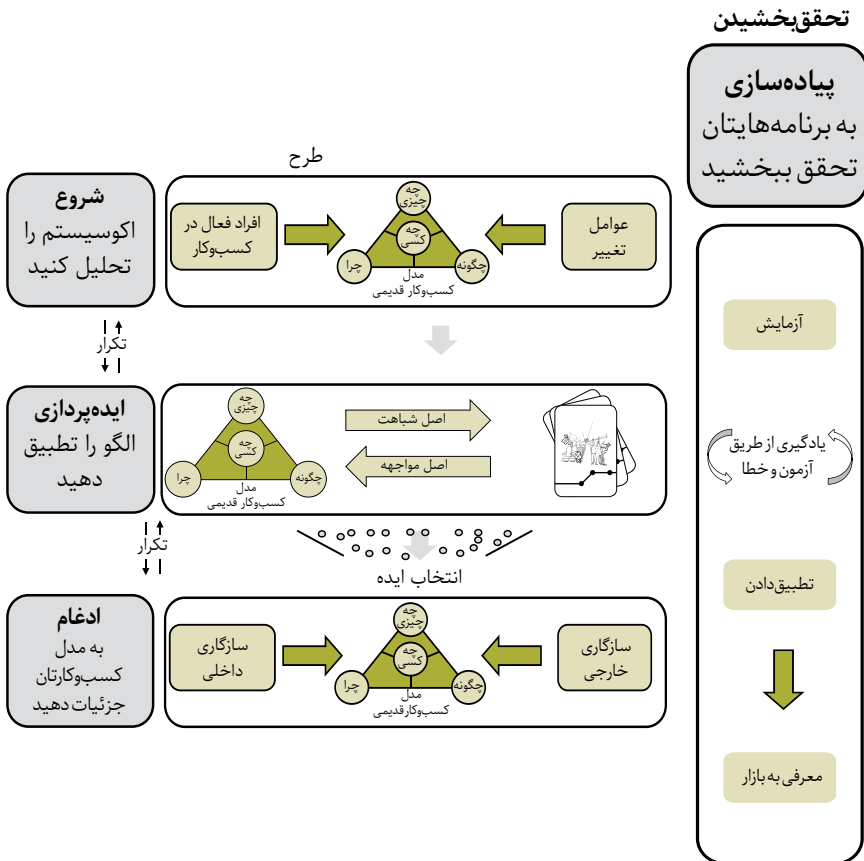 تحقق‌بخشیدن
پیاده‌سازی
به برنامه‌هایتان
تحقق ببخشید
آزمایش
یادگیری از طریق
آزمون و خطا
تطبیق‌دادن
معرفی به بازار
طرح
شروع
اکوسیستم را
تحلیل کنید
عوامل
تغییر
چه
چیزی
چه
کسی
چگونه
چرا
مدل
کسب‌وکار قدیمی
افراد فعال در
کسب‌وکار
تکرار
ایده‌پردازی
الگو را تطبیق
دهید
اصل شباهت
اصل مواجهه
چه
چیزی
چه
کسی
چگونه
چرا
مدل
کسب‌وکار قدیمی
تکرار
انتخاب ایده
ادغام
به مدل
کسب‌وکارتان
جزئیات دهید
سازگاری
خارجی
چه
چیزی
چه
کسی
چگونه
چرا
مدل
کسب‌وکار قدیمی
سازگاری
داخلی